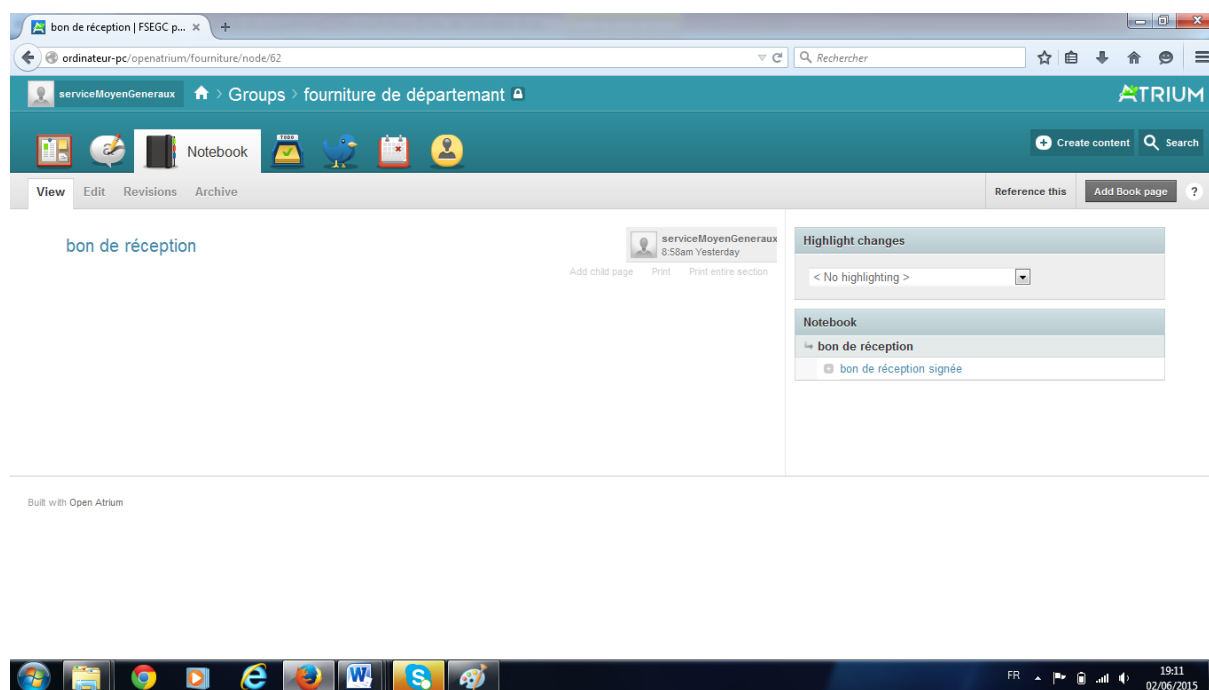 bon de réception | FSEGC p... × +
ordinateur-pc/openatrium/fourniture/node/62
Rechercher
serviceMoyenGeneraux > Groups > fourniture de départemant
ATRIUM
Notebook
TODO
Create content Search
View Edit Revisions Archive
Reference this Add Book page ?
bon de réception
serviceMoyenGeneraux
8:58am Yesterday
Add child page Print Print entire section
Highlight changes
< No highlighting >
Notebook
bon de réception
bon de réception signée
Built with Open Atrium
FR
19:11
02/06/2015